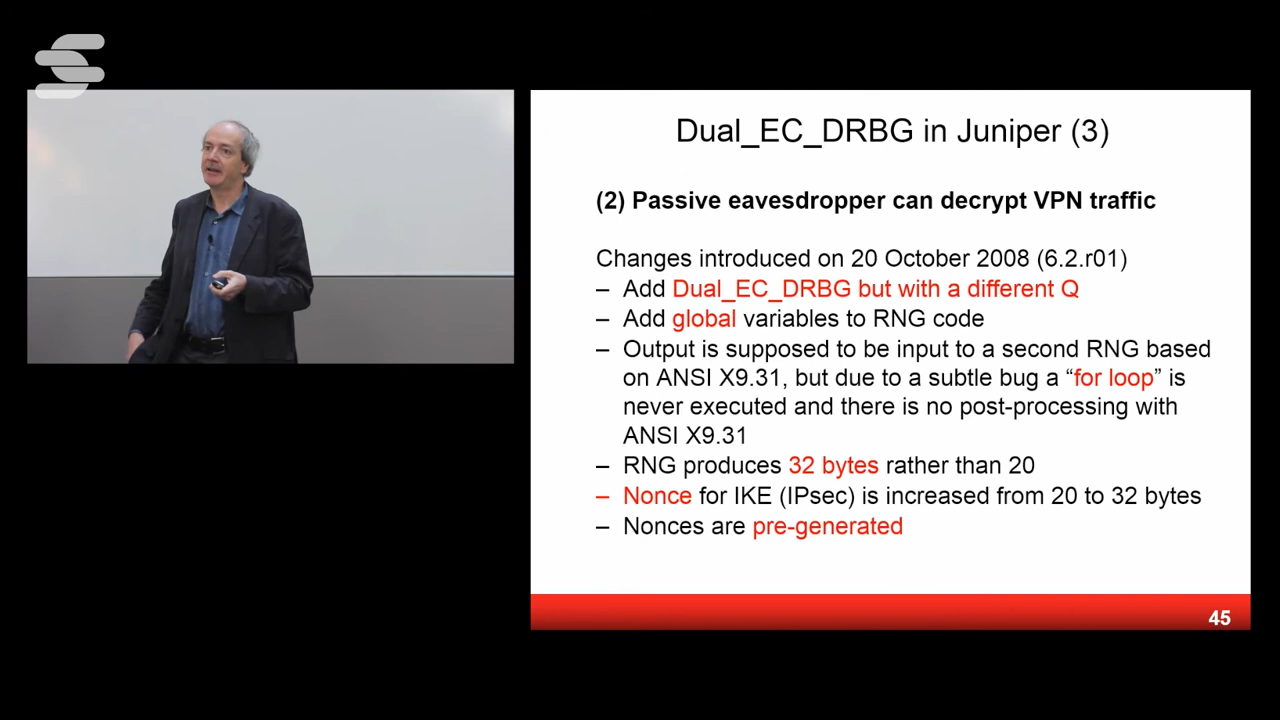 Dual_EC_DRBG in Juniper (3)
(2) Passive eavesdropper can decrypt VPN traffic
Changes introduced on 20 October 2008 (6.2.r01)
– Add Dual_EC_DRBG but with a different Q
– Add global variables to RNG code
– Output is supposed to be input to a second RNG based
on ANSI X9.31, but due to a subtle bug a “for loop” is
never executed and there is no post-processing with
ANSI X9.31
– RNG produces 32 bytes rather than 20
– Nonce for IKE (IPsec) is increased from 20 to 32 bytes
– Nonces are pre-generated
45